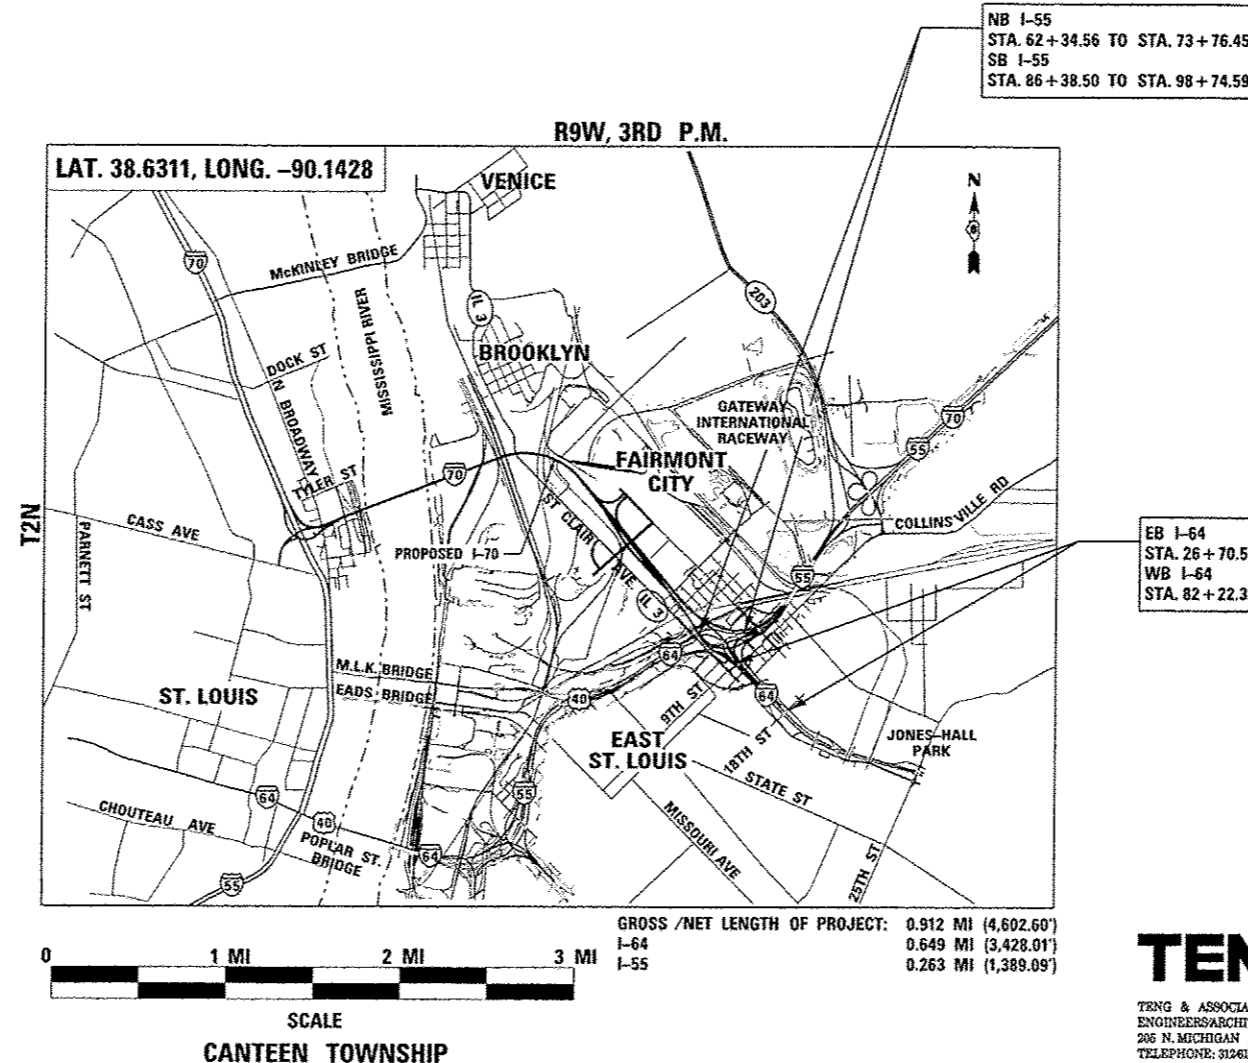 NB I-55
STA. 62+34.56 TO STA. 73+76.45
SB I-55
STA. 86+38.50 TO STA. 98+74.59
R9W, 3RD P.M.
LAT. 38.6311, LONG. -90.1428
VENICE
N
70
McKINLEY BRIDGE
MISSISSIPPI RIVER
IL 3
203
DOCK ST
BROOKLYN
N BROADWAY
GATEWAY
INTERNATIONAL
RACEWAY
70
55
TYLER ST
70
FAIRMONT
CITY
T2N
PARNETT ST
CASS AVE
ST CLAIR AVE
COLLINSVILLE RD
PROPOSED I-70
EB I-64
STA. 26+70.5
WB I-64
STA. 82+22.3
55
IL 3
64
M.L.K. BRIDGE
EADS BRIDGE
ST. LOUIS
40
9TH ST
64
EAST
ST. LOUIS
18TH ST
JONES-HALL
PARK
STATE ST
64
55
CHOUTEAU AVE
40
POPLAR ST.
BRIDGE
64
MISSOURI AVE
25TH ST
55
GROSS /NET LENGTH OF PROJECT: 0.912 MI (4,602.60')
I-64 0.649 MI (3,428.01')
I-55 0.263 MI (1,389.09')
0 1 MI 2 MI 3 MI
SCALE
CANTEEN TOWNSHIP
TEN
TENG & ASSOCIA
ENGINEERS/ARCHI
205 N. MICHIGAN
TELEPHONE: